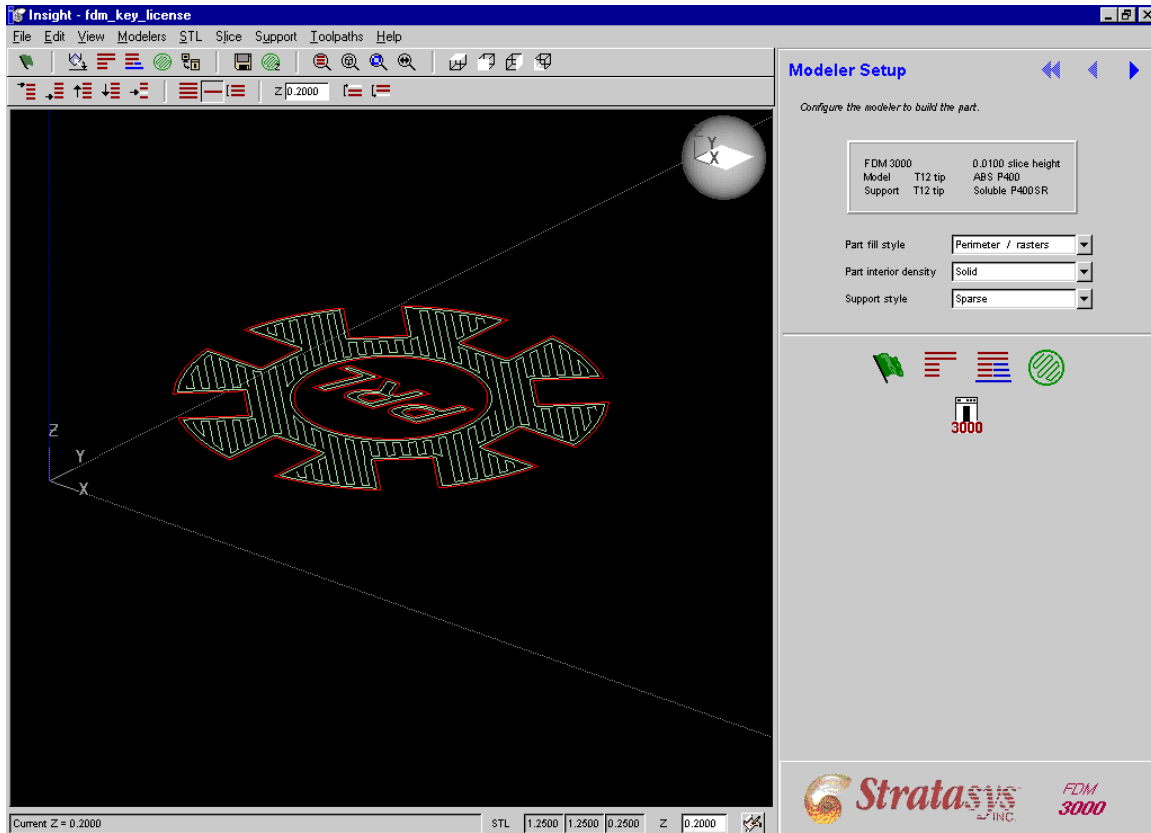 Insight - fdm_key_license
File Edit View Modelers STL Slice Support Toolpaths Help
Z 0.2000
Modeler Setup
Configure the modeler to build the part.
FDM 3000 0.0100 slice height
Model T12 tip ABS P400
Support T12 tip Soluble P400SR
Part fill style Perimeter / rasters
Part interior density Solid
Support style Sparse
3000
Z
Y
X
PRL
Z
Y
X
Stratasys INC.
FDM 3000
Current Z = 0.2000 STL 1.2500 1.2500 0.2500 Z 0.2000